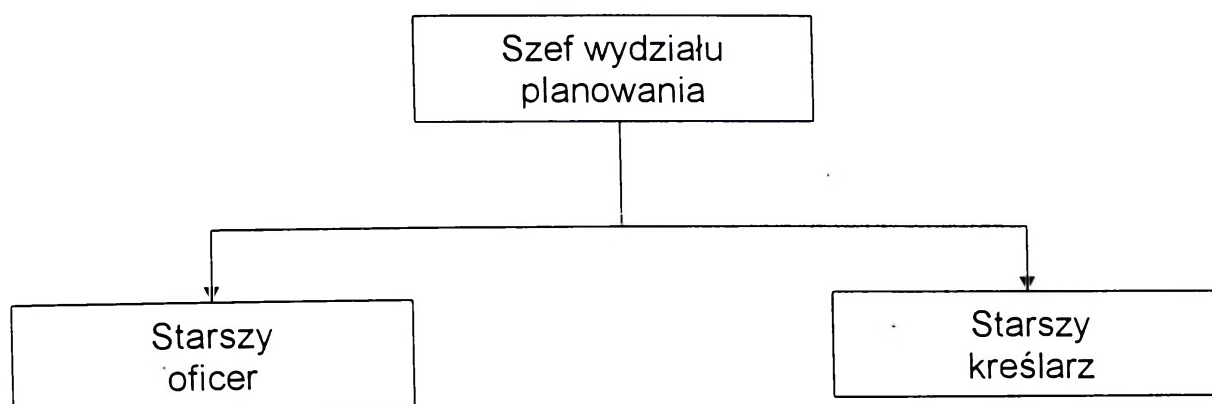 Szef wydziału
planowania
Starszy
oficer
Starszy
kreślarz